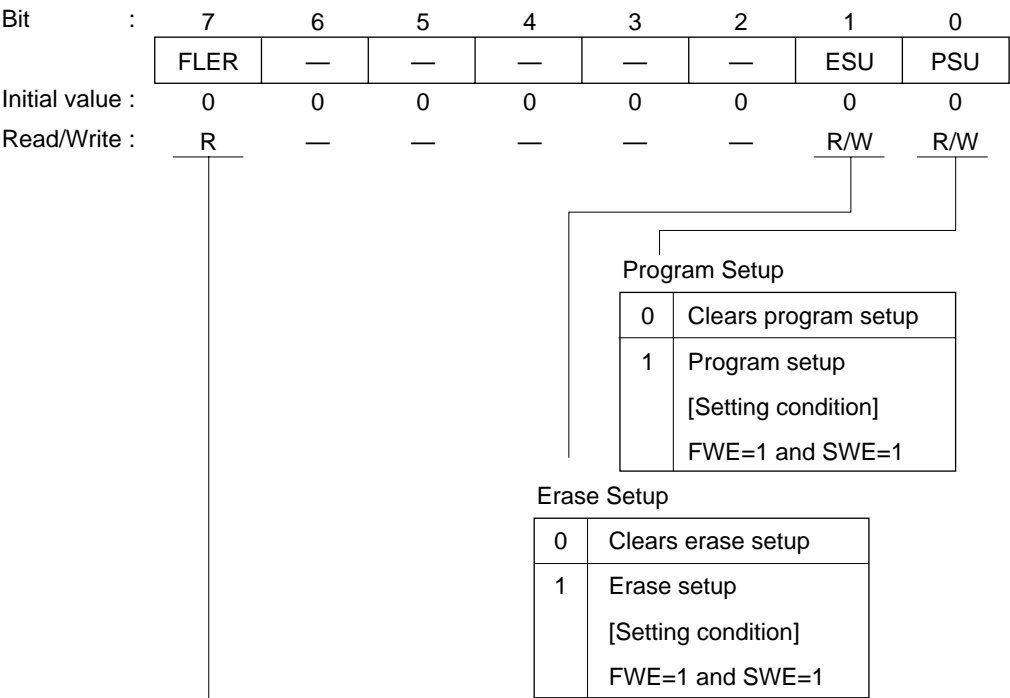 Bit : 7 6 5 4 3 2 1 0
FLER — — — — — ESU PSU
Initial value : 0 0 0 0 0 0 0 0
Read/Write : R — — — — — R/W R/W
Program Setup
0 Clears program setup
1 Program setup
[Setting condition]
FWE=1 and SWE=1
Erase Setup
0 Clears erase setup
1 Erase setup
[Setting condition]
FWE=1 and SWE=1